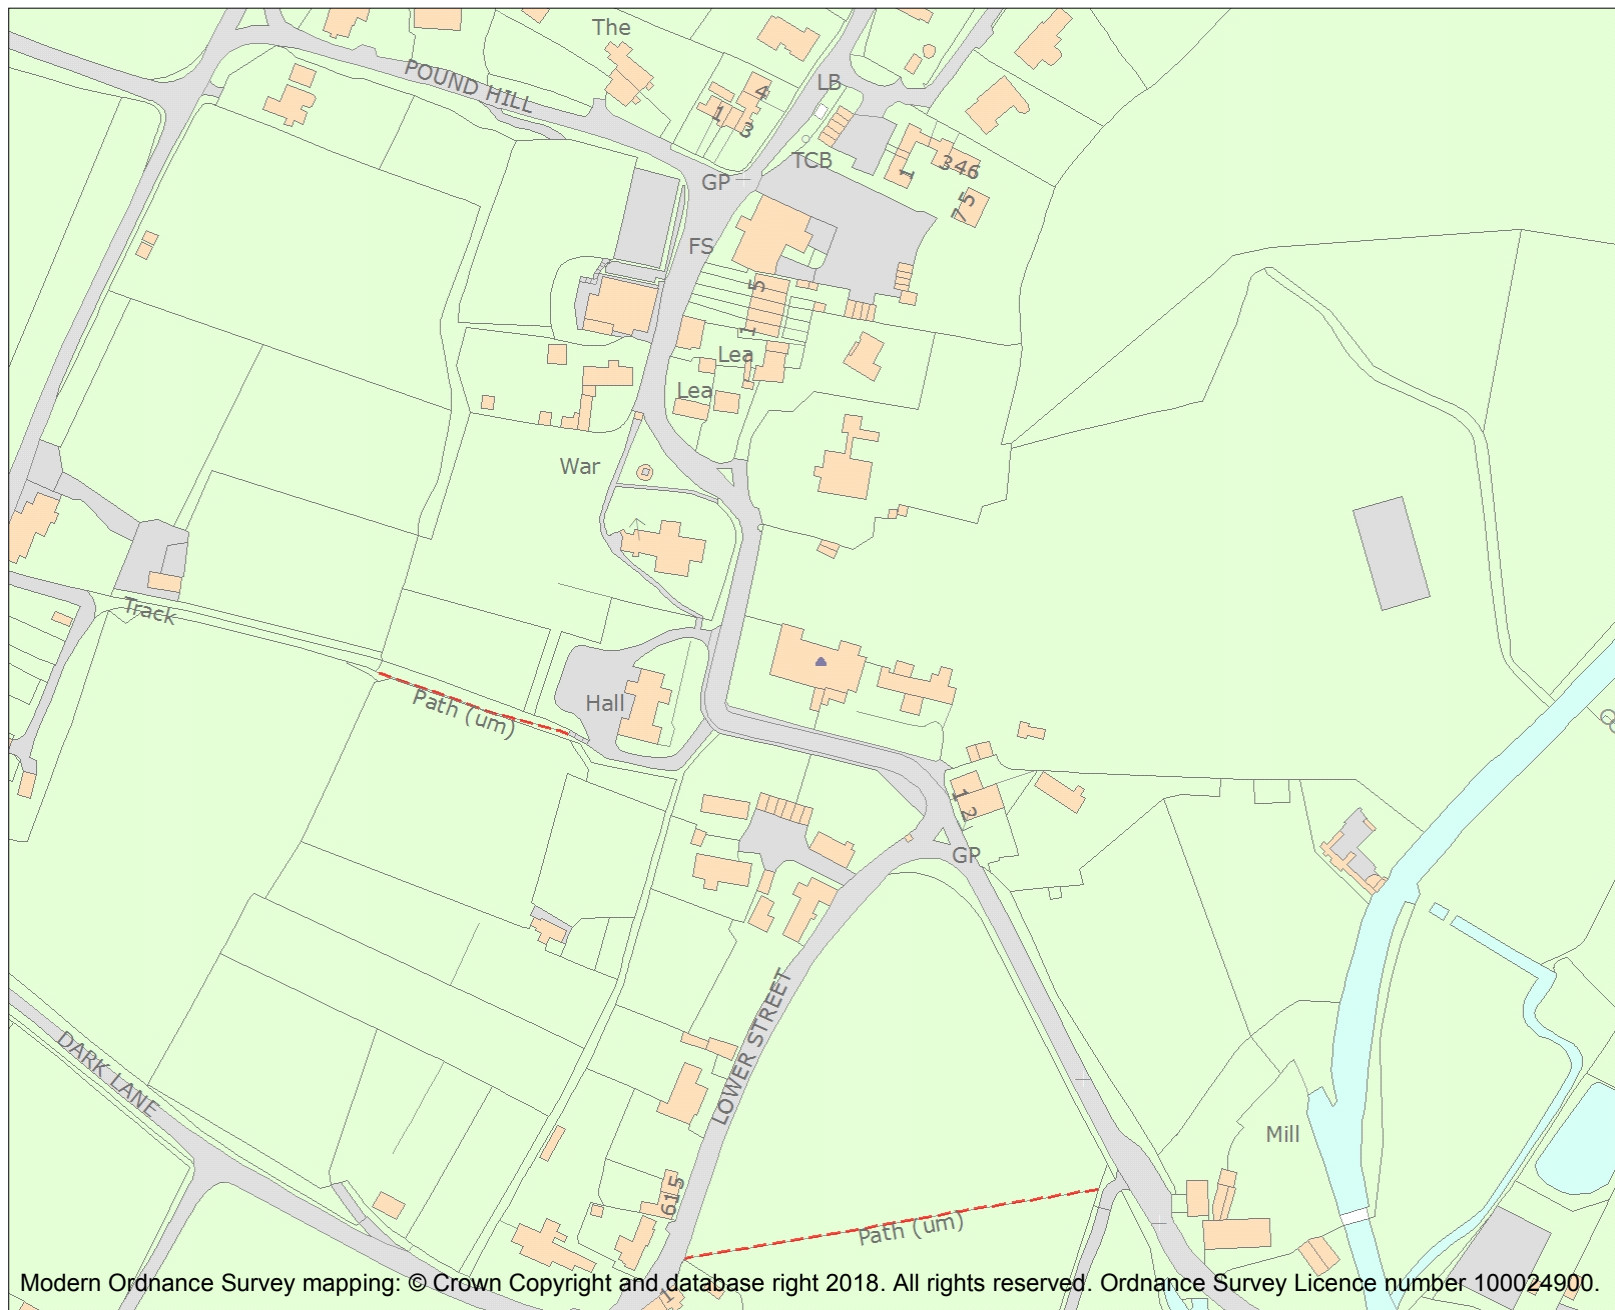 The
POUND HILL
LB
4
1
3
TCB
GP
346
1
7 5
FS
5
1
Lea
Lea
War
Track
Path (um)
Hall
1 2
GP
LOWER STREET
DARK LANE
Mill
615
Path (um)
1
Modern Ordnance Survey mapping: © Crown Copyright and database right 2018. All rights reserved. Ordnance Survey Licence number 100024900.